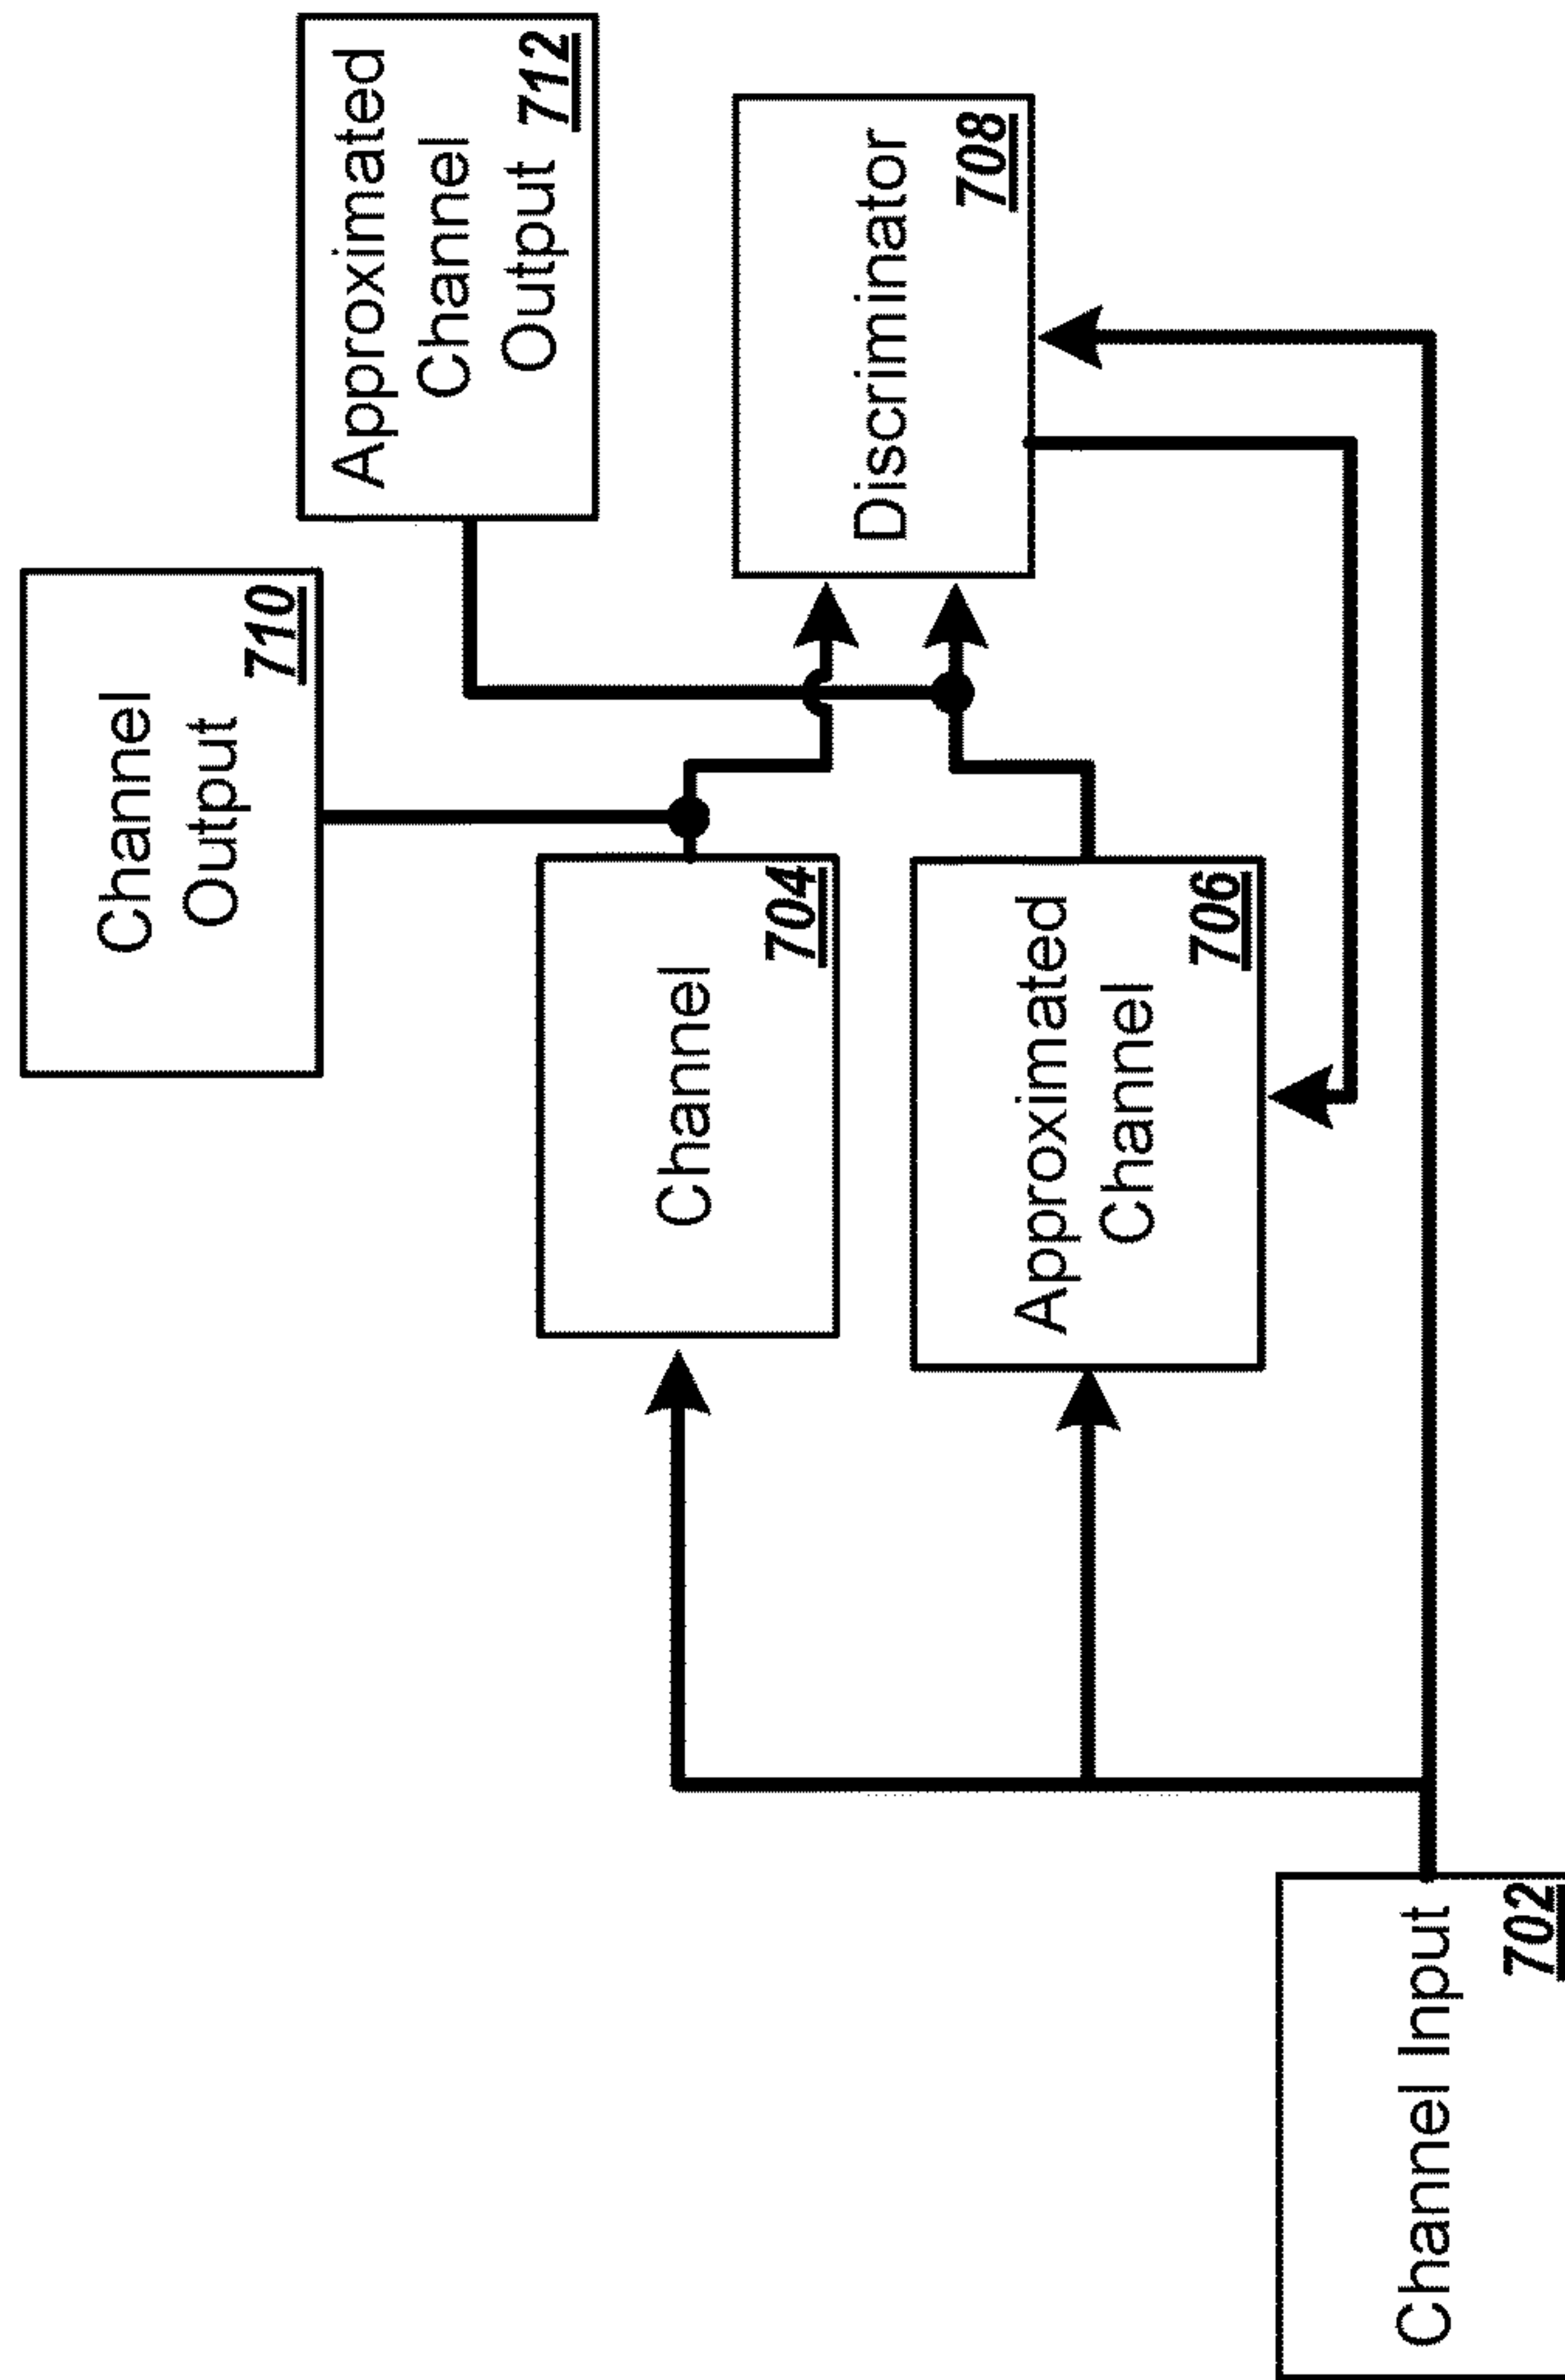 Channel
Output
710
Approximated
Channel
Output 712
Channel
704
Discriminator
708
Approximated
Channel
706
Channel Input
702